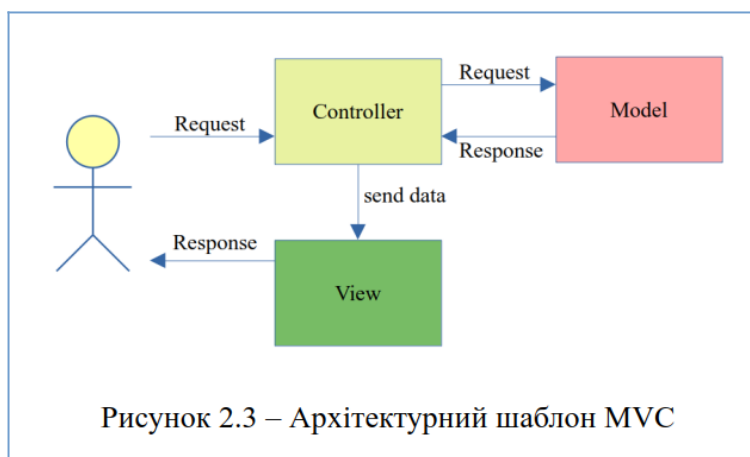 Request
Controller
Request
Model
Response
send data
Response
View
Рисунок 2.3 – Архітектурний шаблон MVC